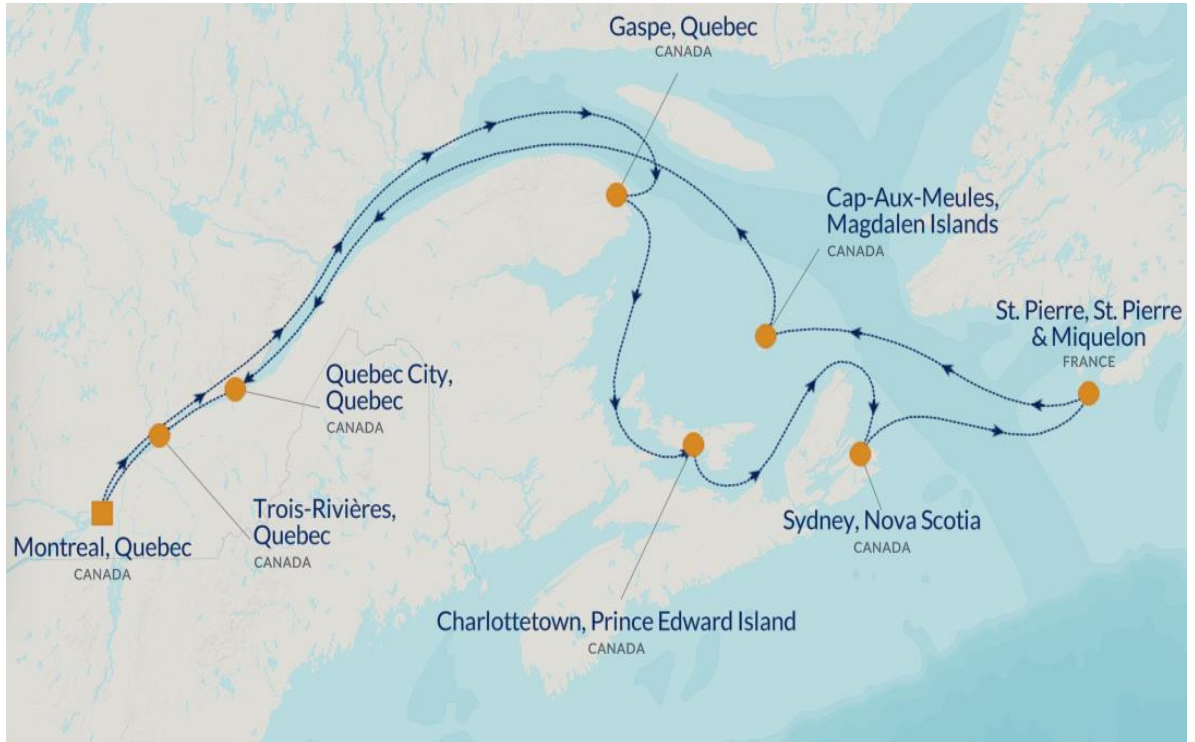 Gaspe, Quebec
CANADA
Cap-Aux-Meules,
Magdalen Islands
CANADA
St. Pierre, St. Pierre
& Miquelon
FRANCE
Quebec City,
Quebec
CANADA
Trois-Rivières,
Quebec
CANADA
Montreal, Quebec
CANADA
Sydney, Nova Scotia
CANADA
Charlottetown, Prince Edward Island
CANADA